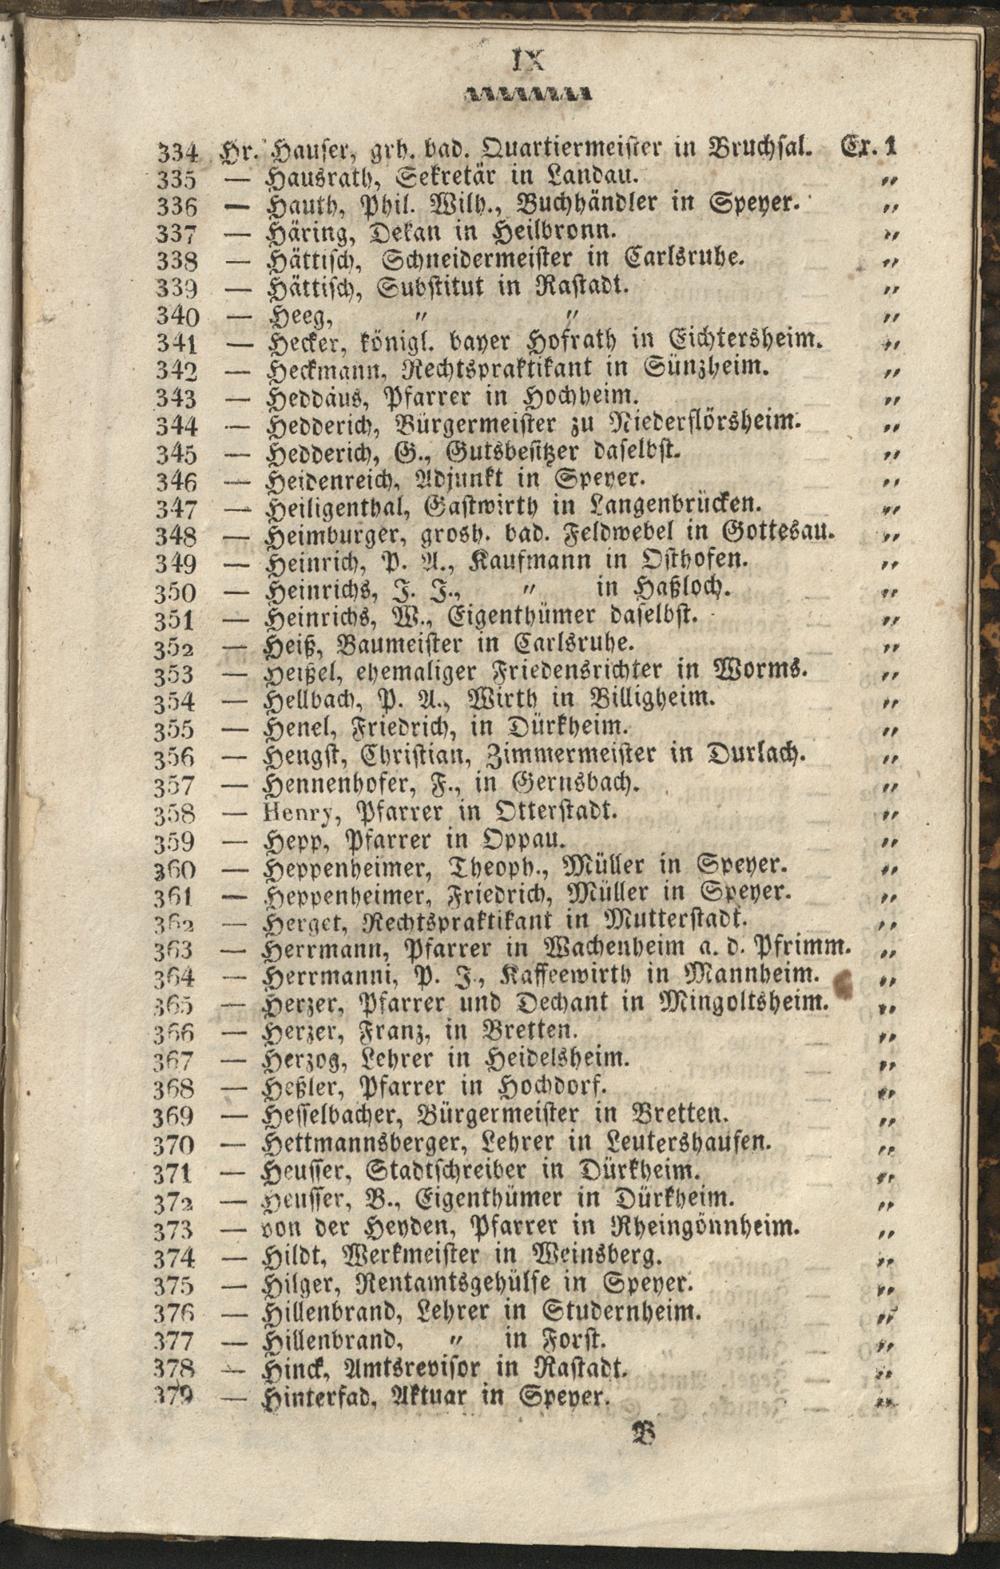 IX
334 Hr. Hauser, grh. bad. Quartiermeister in Bruchsal. Ex. 1
335 — Hausrath, Sekretär in Landau. „
336 — Hauth, Phil. Wilh., Buchhändler in Speyer. „
337 — Häring, Dekan in Heilbronn. „
338 — Hättisch, Schneidermeister in Carlsruhe. „
339 — Hättisch, Substitut in Rastadt. „
340 — Heeg, „ „ „
341 — Hecker, königl. bayer Hofrath in Eichtersheim. „
342 — Heckmann, Rechtspraktikant in Sünzheim. „
343 — Heddäus, Pfarrer in Hochheim. „
344 — Hedderich, Bürgermeister zu Niederflörsheim. „
345 — Hedderich, G., Gutsbesitzer daselbst. „
346 — Heidenreich, Adjunkt in Speyer. „
347 — Heiligenthal, Gastwirth in Langenbrücken. „
348 — Heimburger, grosh. bad. Feldwebel in Gottesau. „
349 — Heinrich, P. A., Kaufmann in Osthofen. „
350 — Heinrichs, J. J., „ in Haßloch. „
351 — Heinrichs, W., Eigenthümer daselbst. „
352 — Heiß, Baumeister in Carlsruhe. „
353 — Heißel, ehemaliger Friedensrichter in Worms. „
354 — Hellbach, P. A., Wirth in Billigheim. „
355 — Henel, Friedrich, in Dürkheim. „
356 — Hengst, Christian, Zimmermeister in Durlach. „
357 — Hennenhofer, F., in Gernsbach. „
358 — Henry, Pfarrer in Otterstadt. „
359 — Hepp, Pfarrer in Oppau. „
360 — Heppenheimer, Theoph., Müller in Speyer. „
361 — Heppenheimer, Friedrich, Müller in Speyer. „
362 — Herget, Rechtspraktikant in Mutterstadt. „
363 — Herrmann, Pfarrer in Wachenheim a. d. Pfrimm. „
364 — Herrmanni, P. J., Kaffeewirth in Mannheim. „
365 — Herzer, Pfarrer und Dechant in Mingoltsheim. „
366 — Herzer, Franz, in Bretten. „
367 — Herzog, Lehrer in Heidelsheim. „
368 — Heßler, Pfarrer in Hochdorf. „
369 — Hesselbacher, Bürgermeister in Bretten. „
370 — Hettmannsberger, Lehrer in Leutershausen. „
371 — Heusser, Stadtschreiber in Dürkheim. „
372 — Heusser, B., Eigenthümer in Dürkheim. „
373 — von der Heyden, Pfarrer in Rheingönnheim. „
374 — Hildt, Werkmeister in Weinsberg. „
375 — Hilger, Rentamtsgehülfe in Speyer. „
376 — Hillenbrand, Lehrer in Studernheim. „
377 — Hillenbrand, „ in Forst. „
378 — Hinck, Amtsrevisor in Rastadt. „
379 — Hinterfad, Aktuar in Speyer. „
B